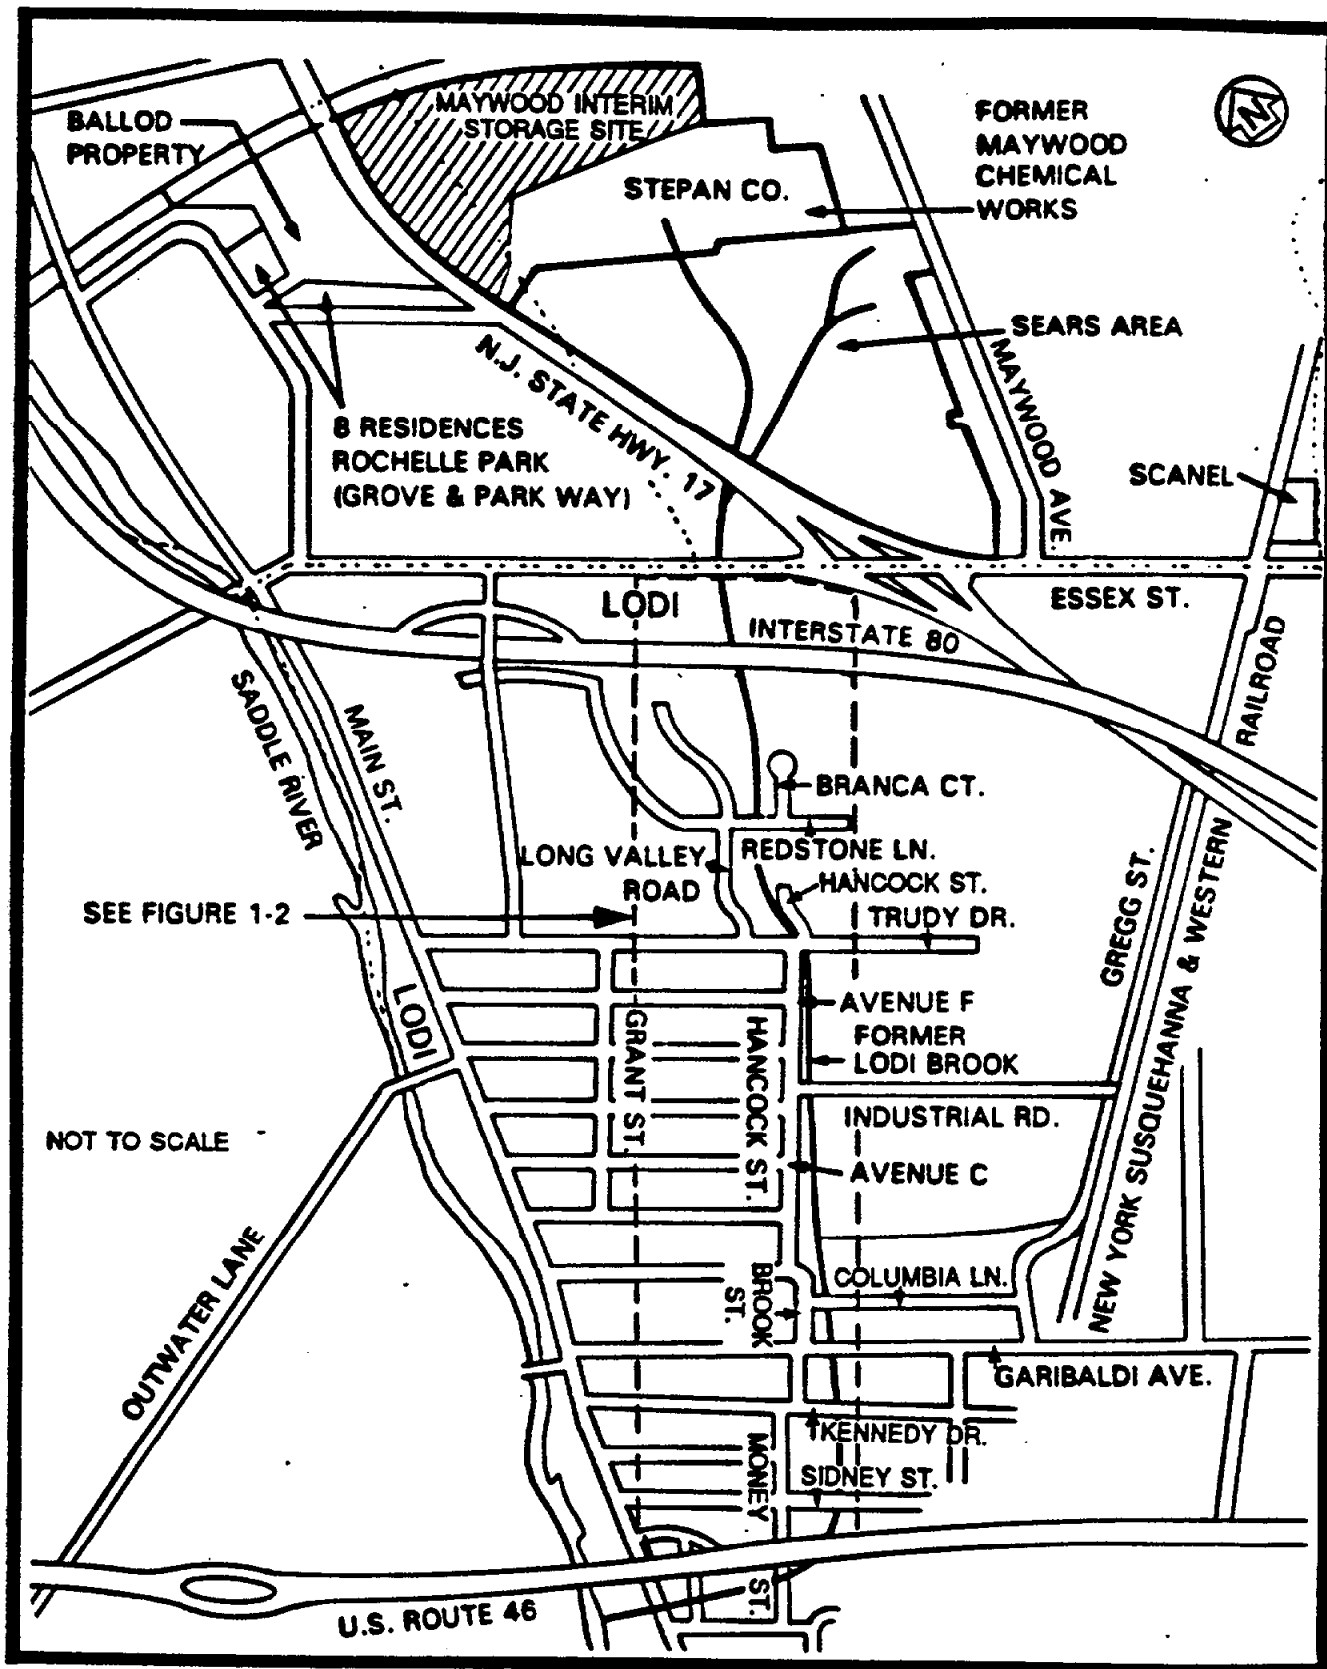 MAYWOOD INTERIM
STORAGE SITE
BALLOD
PROPERTY
FORMER
MAYWOOD
CHEMICAL
WORKS
N
STEPAN CO.
SEARS AREA
N.J. STATE HWY. 17
MAYWOOD AVE.
8 RESIDENCES
ROCHELLE PARK
(GROVE & PARK WAY)
SCANEL
ESSEX ST.
LODI
INTERSTATE 80
SADDLE RIVER
MAIN ST.
RAILROAD
BRANCA CT.
REDSTONE LN.
LONG VALLEY
ROAD
HANCOCK ST.
TRUDY DR.
SEE FIGURE 1-2
GREGG ST.
NEW YORK SUSQUEHANNA & WESTERN
LODI
GRANT ST.
HANCOCK ST.
AVENUE F
FORMER
LODI BROOK
INDUSTRIAL RD.
NOT TO SCALE
AVENUE C
OUTWATER LANE
BROOK
ST.
COLUMBIA LN.
GARIBALDI AVE.
KENNEDY DR.
MONEY
ST.
SIDNEY ST.
U.S. ROUTE 46